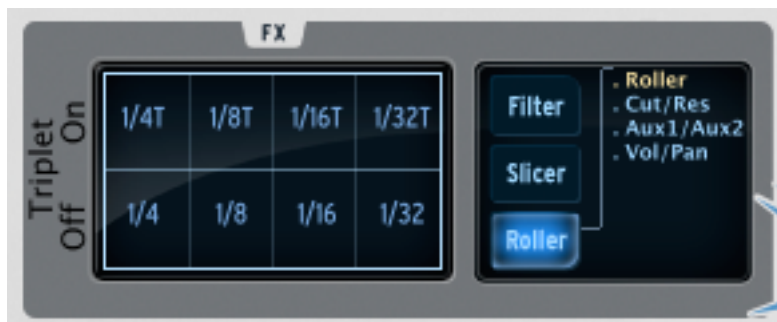 FX
Triplet
On
Off
1/4T 1/8T 1/16T 1/32T
1/4 1/8 1/16 1/32
Filter
Slicer
Roller
. Roller
. Cut/Res
. Aux1/Aux2
. Vol/Pan